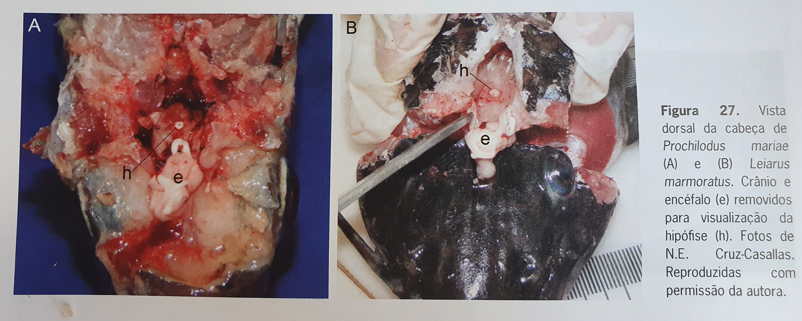 A
h
e
B
h
e
Figura 27. Vista
dorsal da cabeça de
Prochilodus mariae
(A) e (B) Leiarus
marmoratus. Crânio e
encéfalo (e) removidos
para visualização da
hipófise (h). Fotos de
N.E. Cruz-Casallas.
Reproduzidas com
permissão da autora.